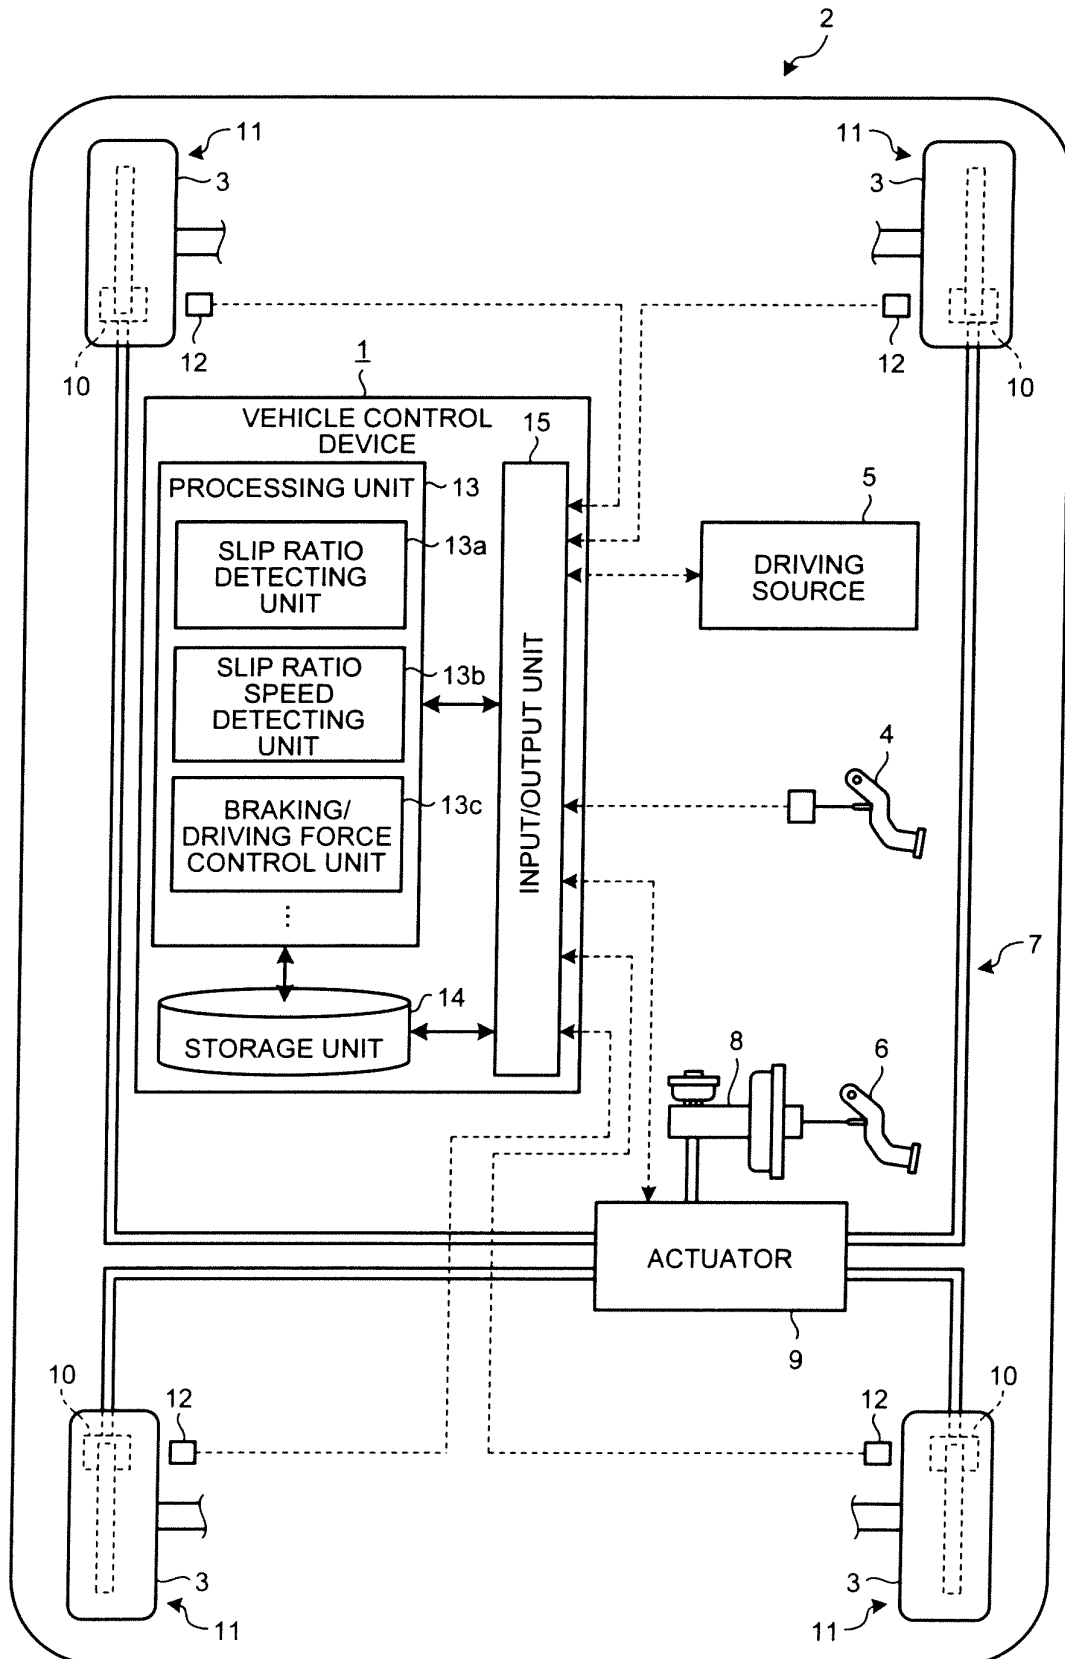 2
11
11
3
3
12
12
10
10
1
VEHICLE CONTROL
DEVICE
15
PROCESSING UNIT
13
5
SLIP RATIO
DETECTING
UNIT
13a
DRIVING
SOURCE
SLIP RATIO
SPEED
DETECTING
UNIT
13b
INPUT/OUTPUT UNIT
4
BRAKING/
DRIVING FORCE
CONTROL UNIT
13c
⋮
7
14
STORAGE UNIT
8
6
ACTUATOR
9
10
12
12
10
3
3
11
11